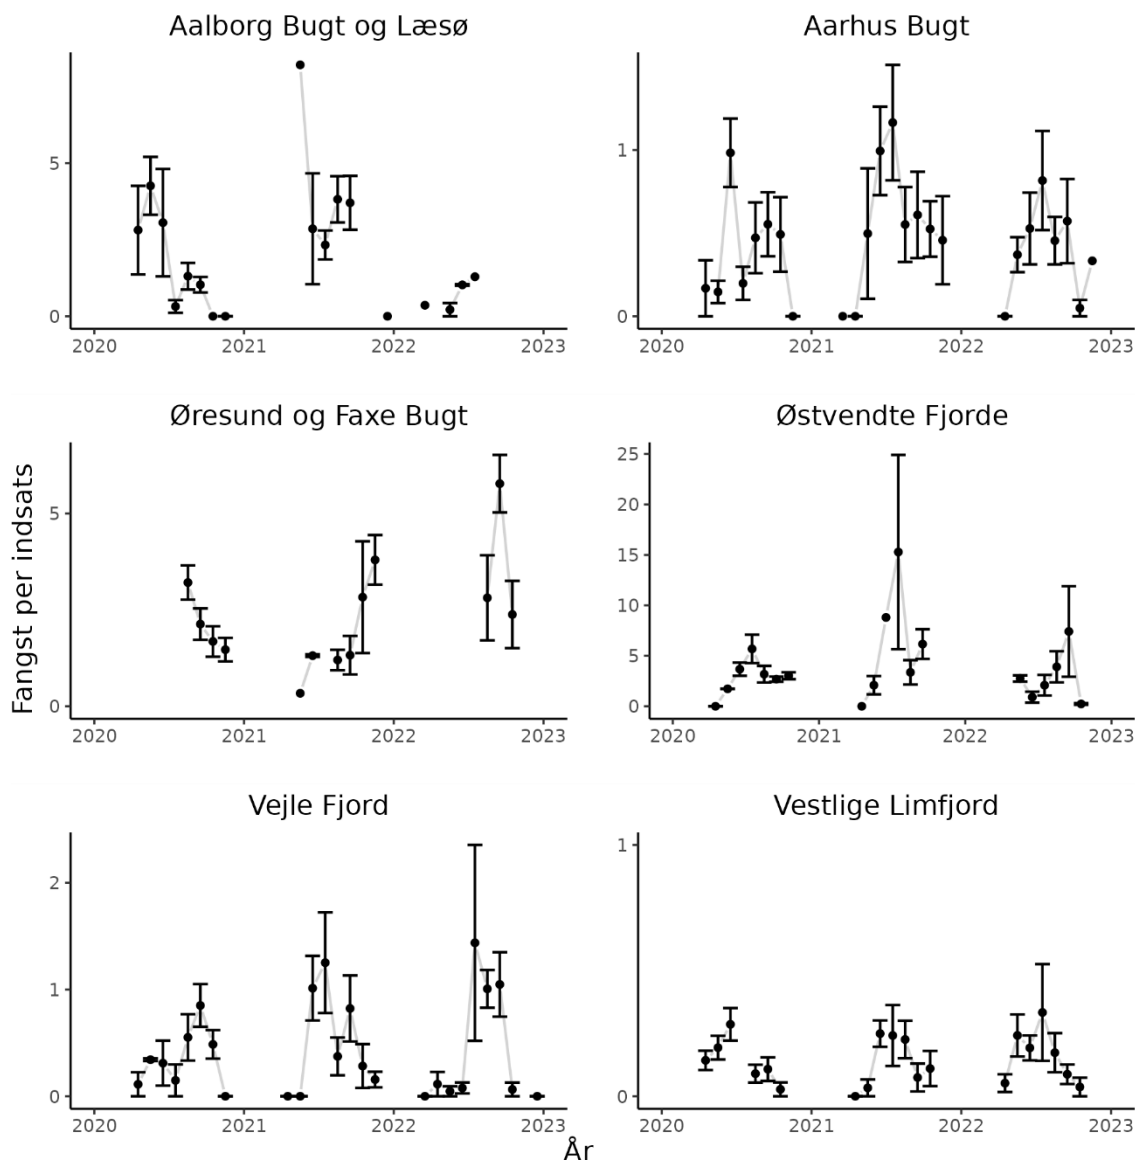 Aalborg Bugt og Læsø
Aarhus Bugt
5
0
2020 2021 2022 2023
1
0
2020 2021 2022 2023
Øresund og Faxe Bugt
Østvendte Fjorde
Fangst per indsats
5
0
2020 2021 2022 2023
25
20
15
10
5
0
2020 2021 2022 2023
Vejle Fjord
Vestlige Limfjord
2
1
0
2020 2021 2022 2023
1
0
2020 2021 2022 2023
År